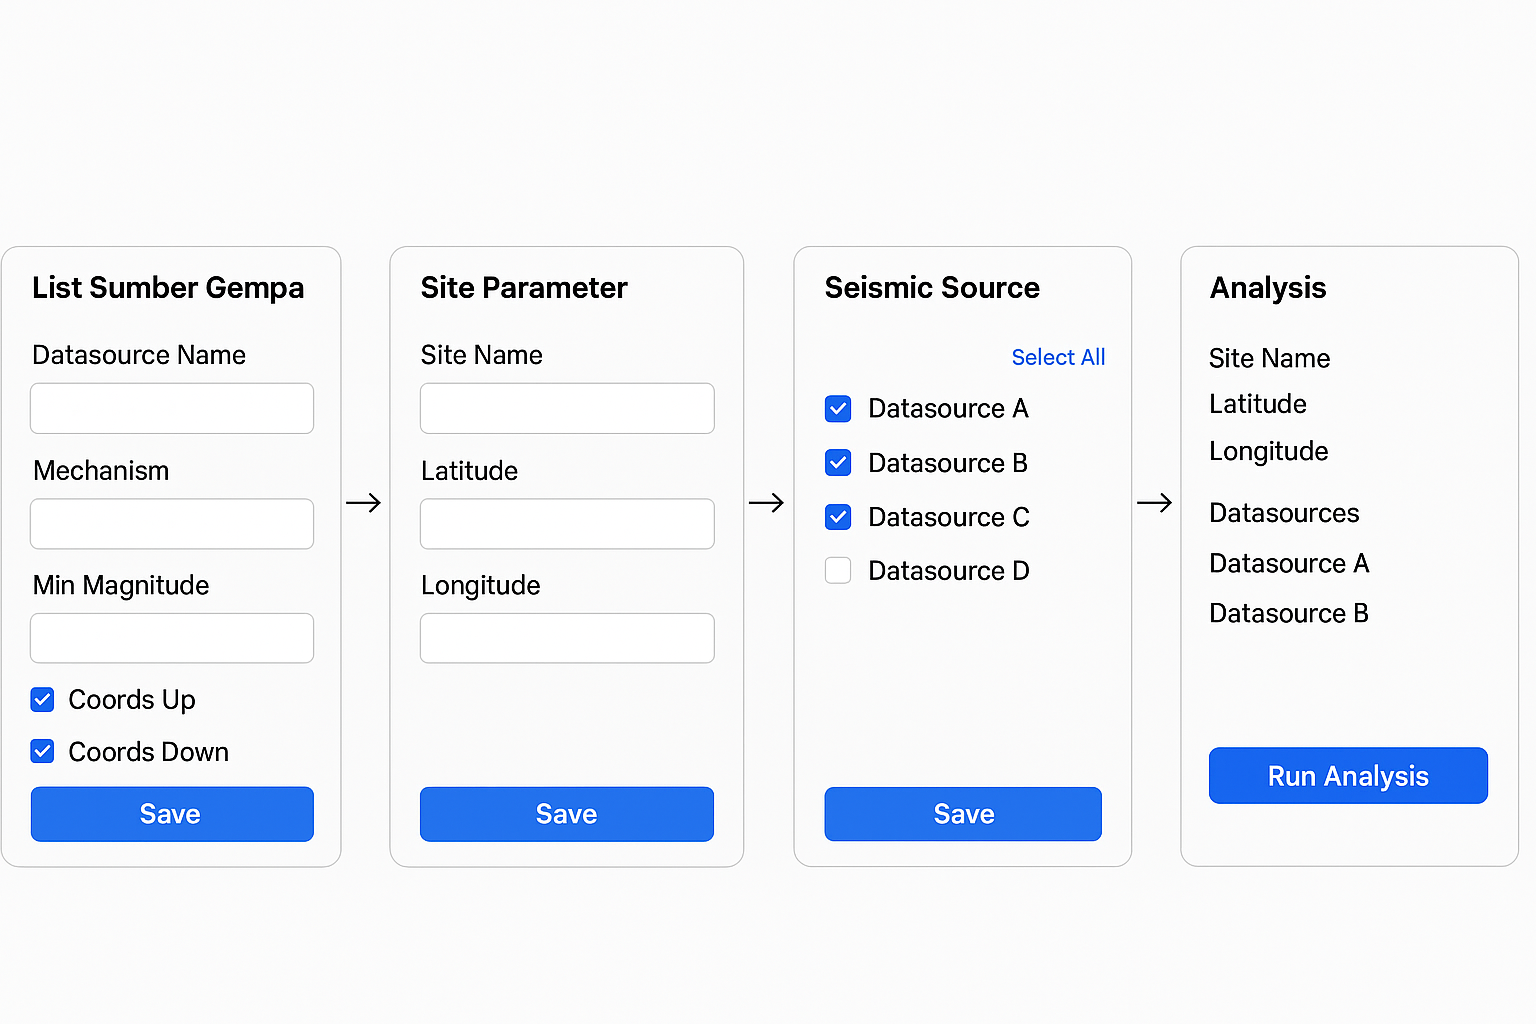 List Sumber Gempa
Datasource Name
Mechanism
Min Magnitude
Coords Up
Coords Down
Save
Site Parameter
Site Name
Latitude
Longitude
Save
Seismic Source
Select All
Datasource A
Datasource B
Datasource C
Datasource D
Save
Analysis
Site Name
Latitude
Longitude
Datasources
Datasource A
Datasource B
Run Analysis